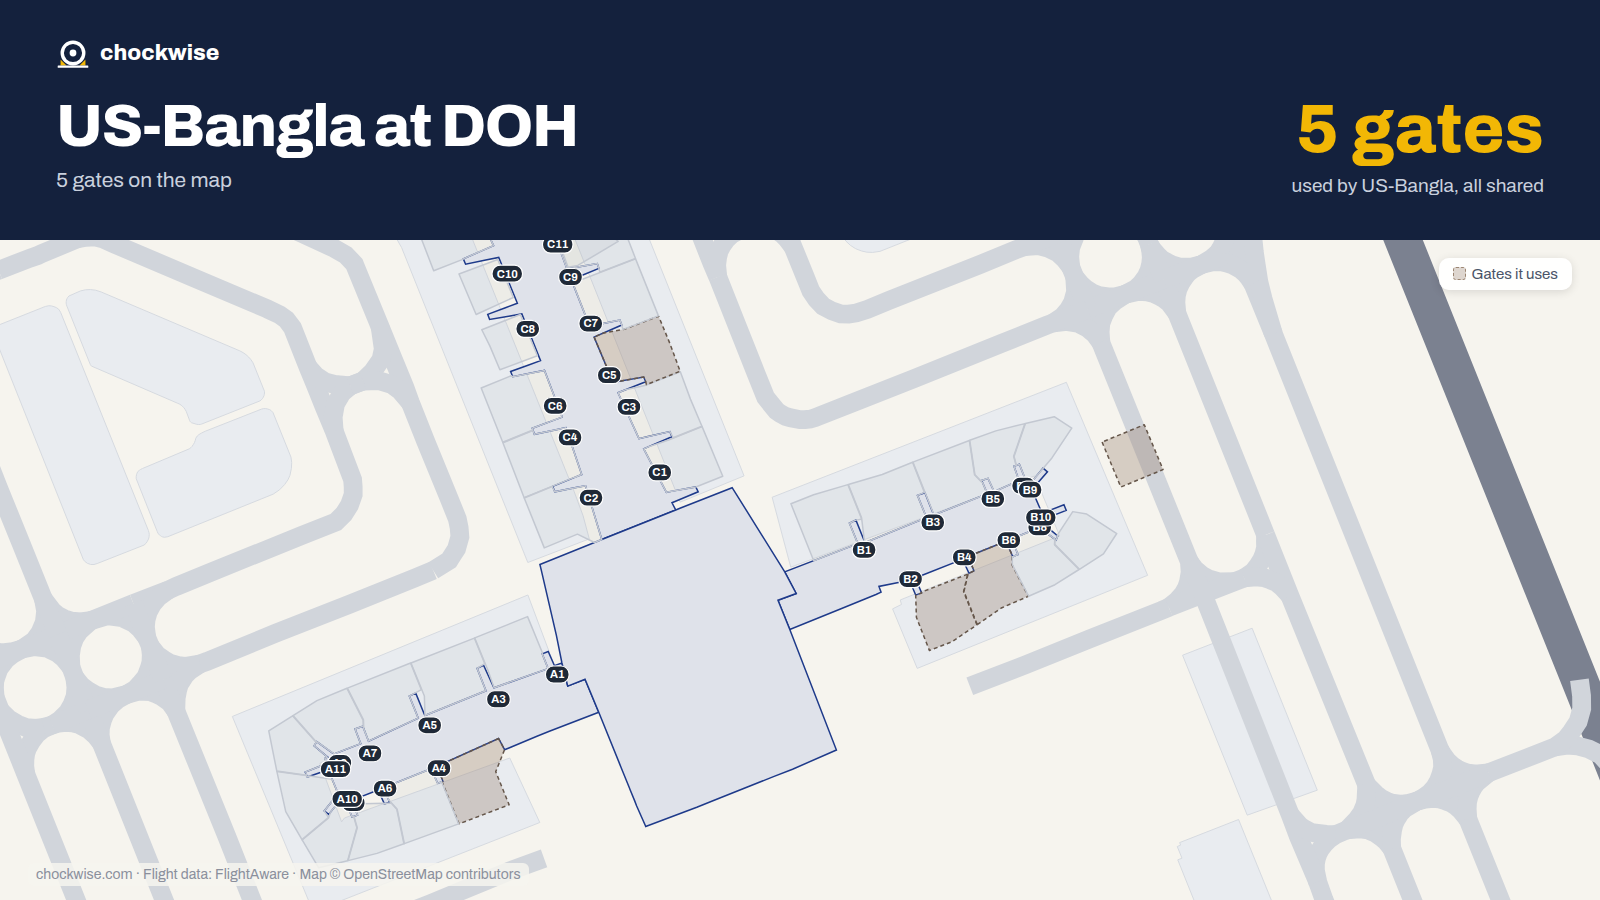 chockwise
US-Bangla at DOH
5 gates on the map
5 gates
used by US-Bangla, all shared
Gates it uses
C11
C10
C9
C8
C7
C5
C6
C3
C4
C1
C2
B5
B9
B3
B10
B8
B1
B6
B4
B2
A1
A3
A5
A7
A11
A4
A6
A10
chockwise.com · Flight data: FlightAware · Map © OpenStreetMap contributors